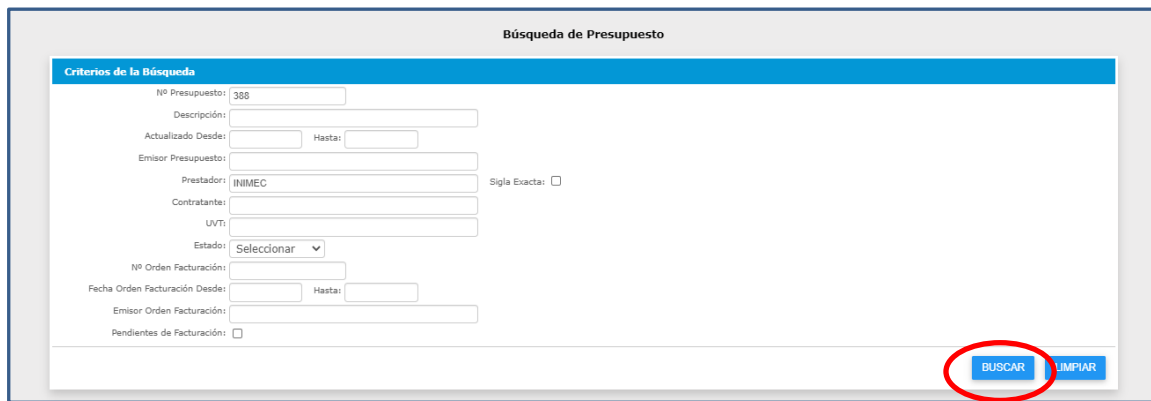 Búsqueda de Presupuesto
Criterios de la Búsqueda
Nº Presupuesto: 388
Descripción:
Actualizado Desde: Hasta:
Emisor Presupuesto:
Prestador: INIMEC Sigla Exacta:
Contratante:
UVT:
Estado: Seleccionar
Nº Orden Facturación:
Fecha Orden Facturación Desde: Hasta:
Emisor Orden Facturación:
Pendientes de Facturación:
BUSCAR LIMPIAR